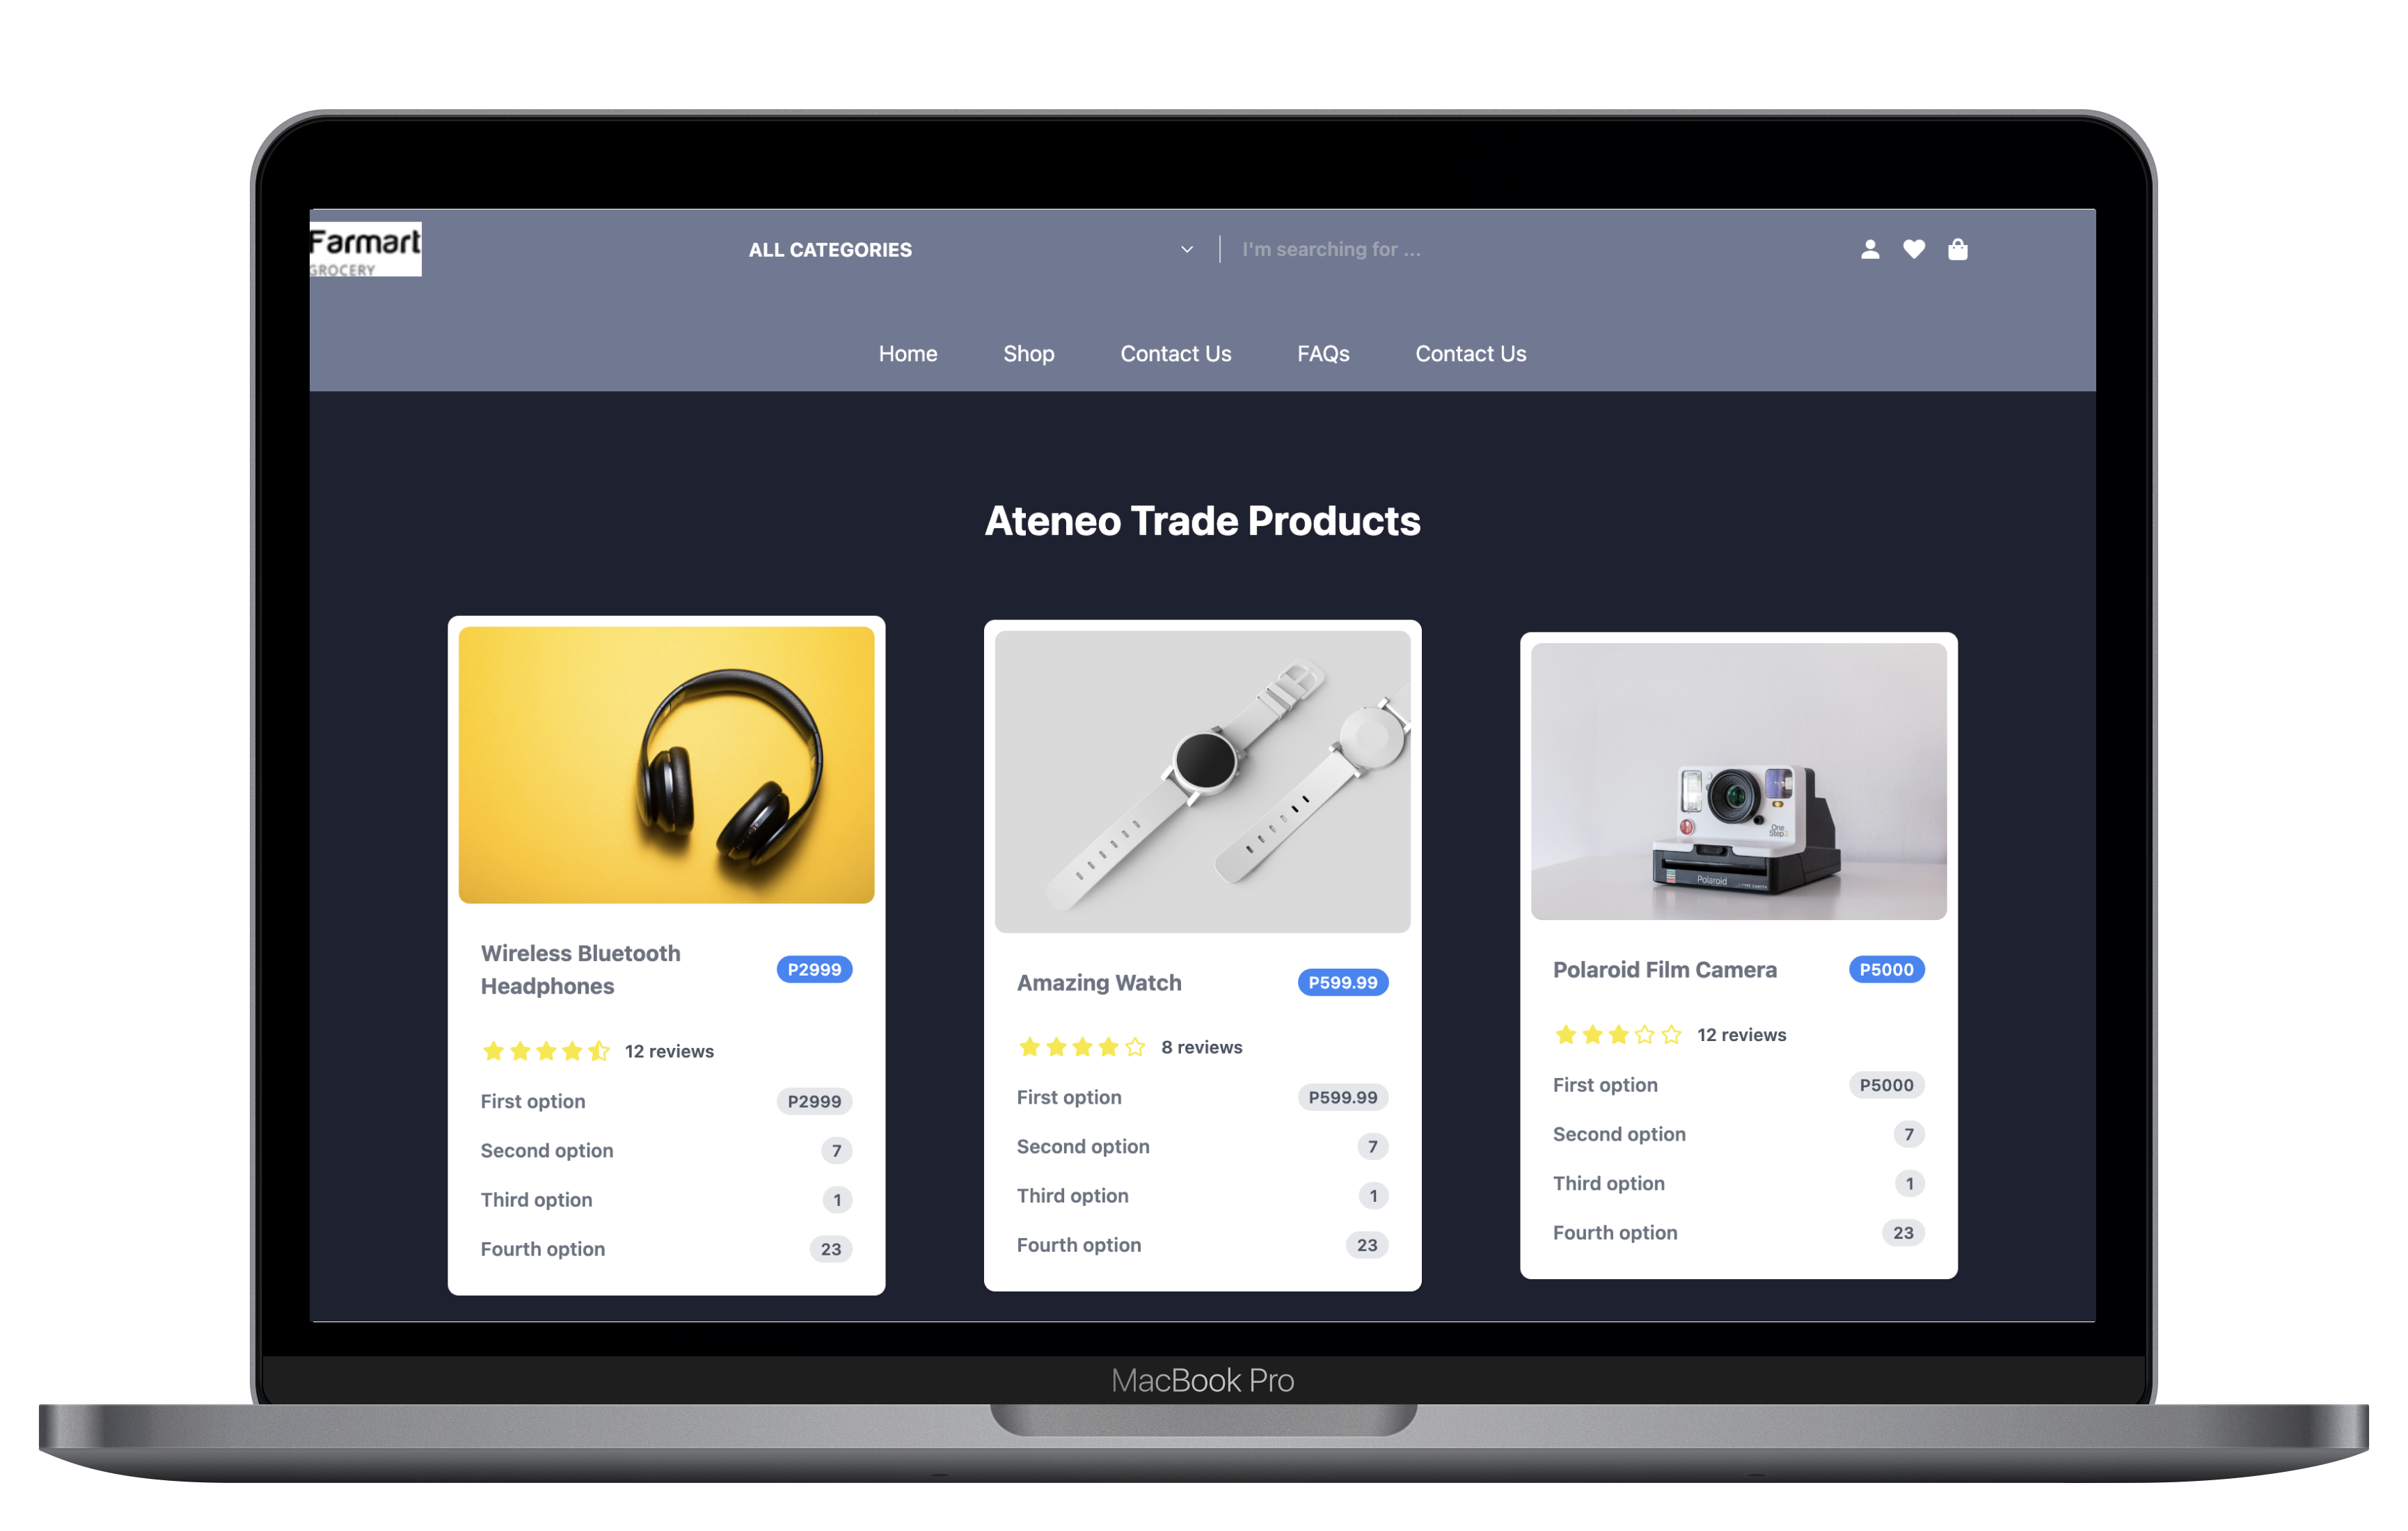 Farmart
GROCERY
ALL CATEGORIES
I'm searching for ...
Home Shop Contact Us FAQs Contact Us
Ateneo Trade Products
One
Step
Polaroid
Wireless Bluetooth
Headphones
P2999
12 reviews
First option P2999
Second option 7
Third option 1
Fourth option 23
Amazing Watch P599.99
8 reviews
First option P599.99
Second option 7
Third option 1
Fourth option 23
Polaroid Film Camera P5000
12 reviews
First option P5000
Second option 7
Third option 1
Fourth option 23
MacBook Pro